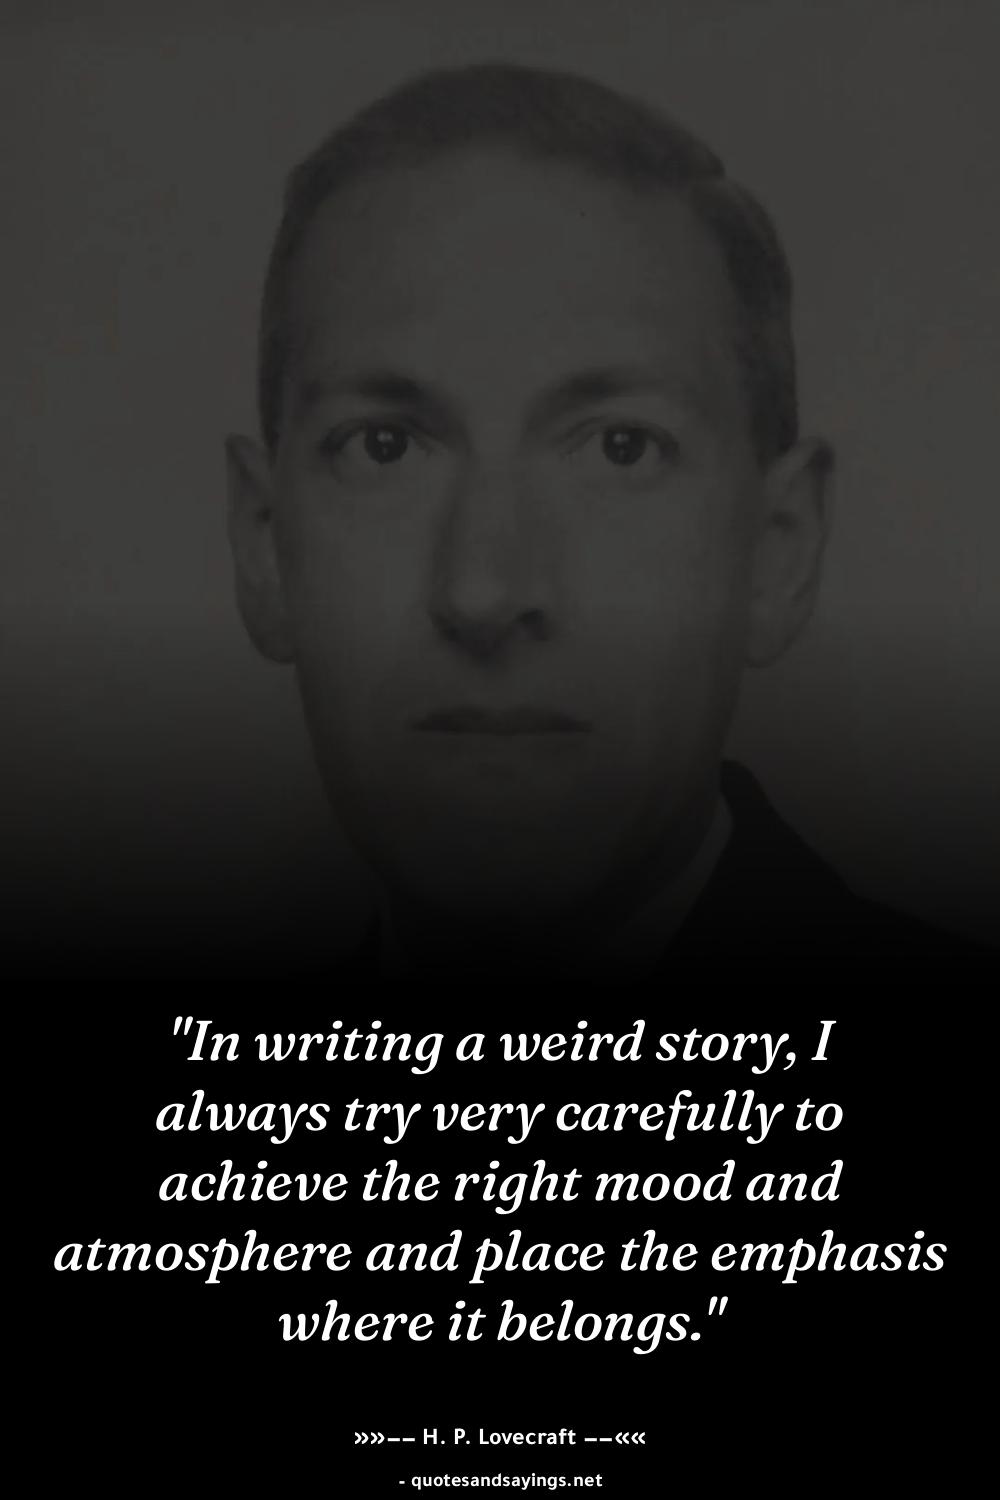 "In writing a weird story, I
always try very carefully to
achieve the right mood and
atmosphere and place the emphasis
where it belongs."
»»−− H. P. Lovecraft −−««
- quotesandsayings.net